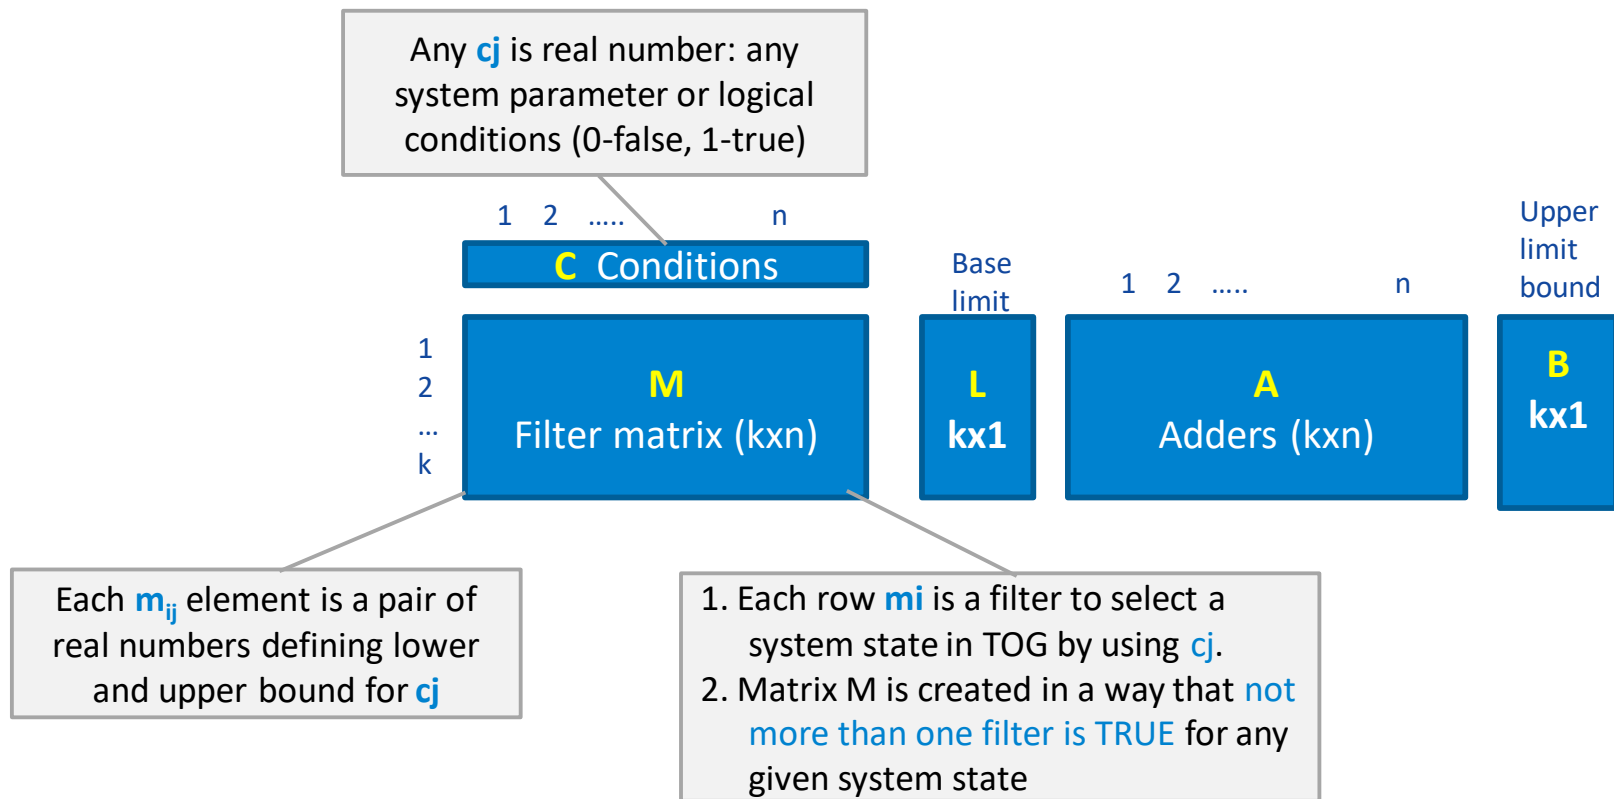 Any cj is real number: any
system parameter or logical
conditions (0-false, 1-true)
1 2 ..... n
C Conditions
Base
limit
1 2 ..... n
Upper
limit
bound
1
2
...
k
M
Filter matrix (kxn)
L
kx1
A
Adders (kxn)
B
kx1
Each mij element is a pair of
real numbers defining lower
and upper bound for cj
1. Each row mi is a filter to select a
system state in TOG by using cj.
2. Matrix M is created in a way that not
more than one filter is TRUE for any
given system state